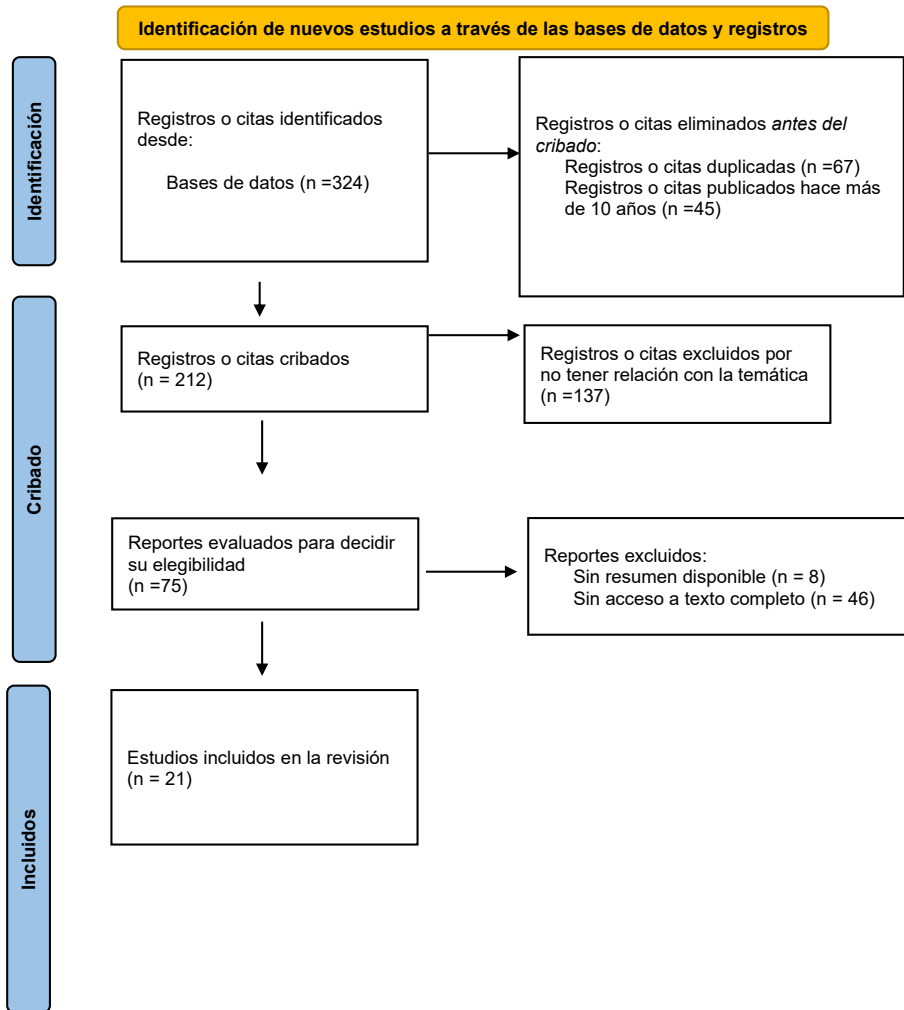 Identificación de nuevos estudios a través de las bases de datos y registros
Identificación
Registros o citas identificados
desde:
Bases de datos (n =324)
Registros o citas eliminados antes del
cribado:
Registros o citas duplicadas (n =67)
Registros o citas publicados hace más
de 10 años (n =45)
Cribado
Registros o citas cribados
(n = 212)
Registros o citas excluidos por
no tener relación con la temática
(n =137)
Reportes evaluados para decidir
su elegibilidad
(n =75)
Reportes excluidos:
Sin resumen disponible (n = 8)
Sin acceso a texto completo (n = 46)
Incluidos
Estudios incluidos en la revisión
(n = 21)